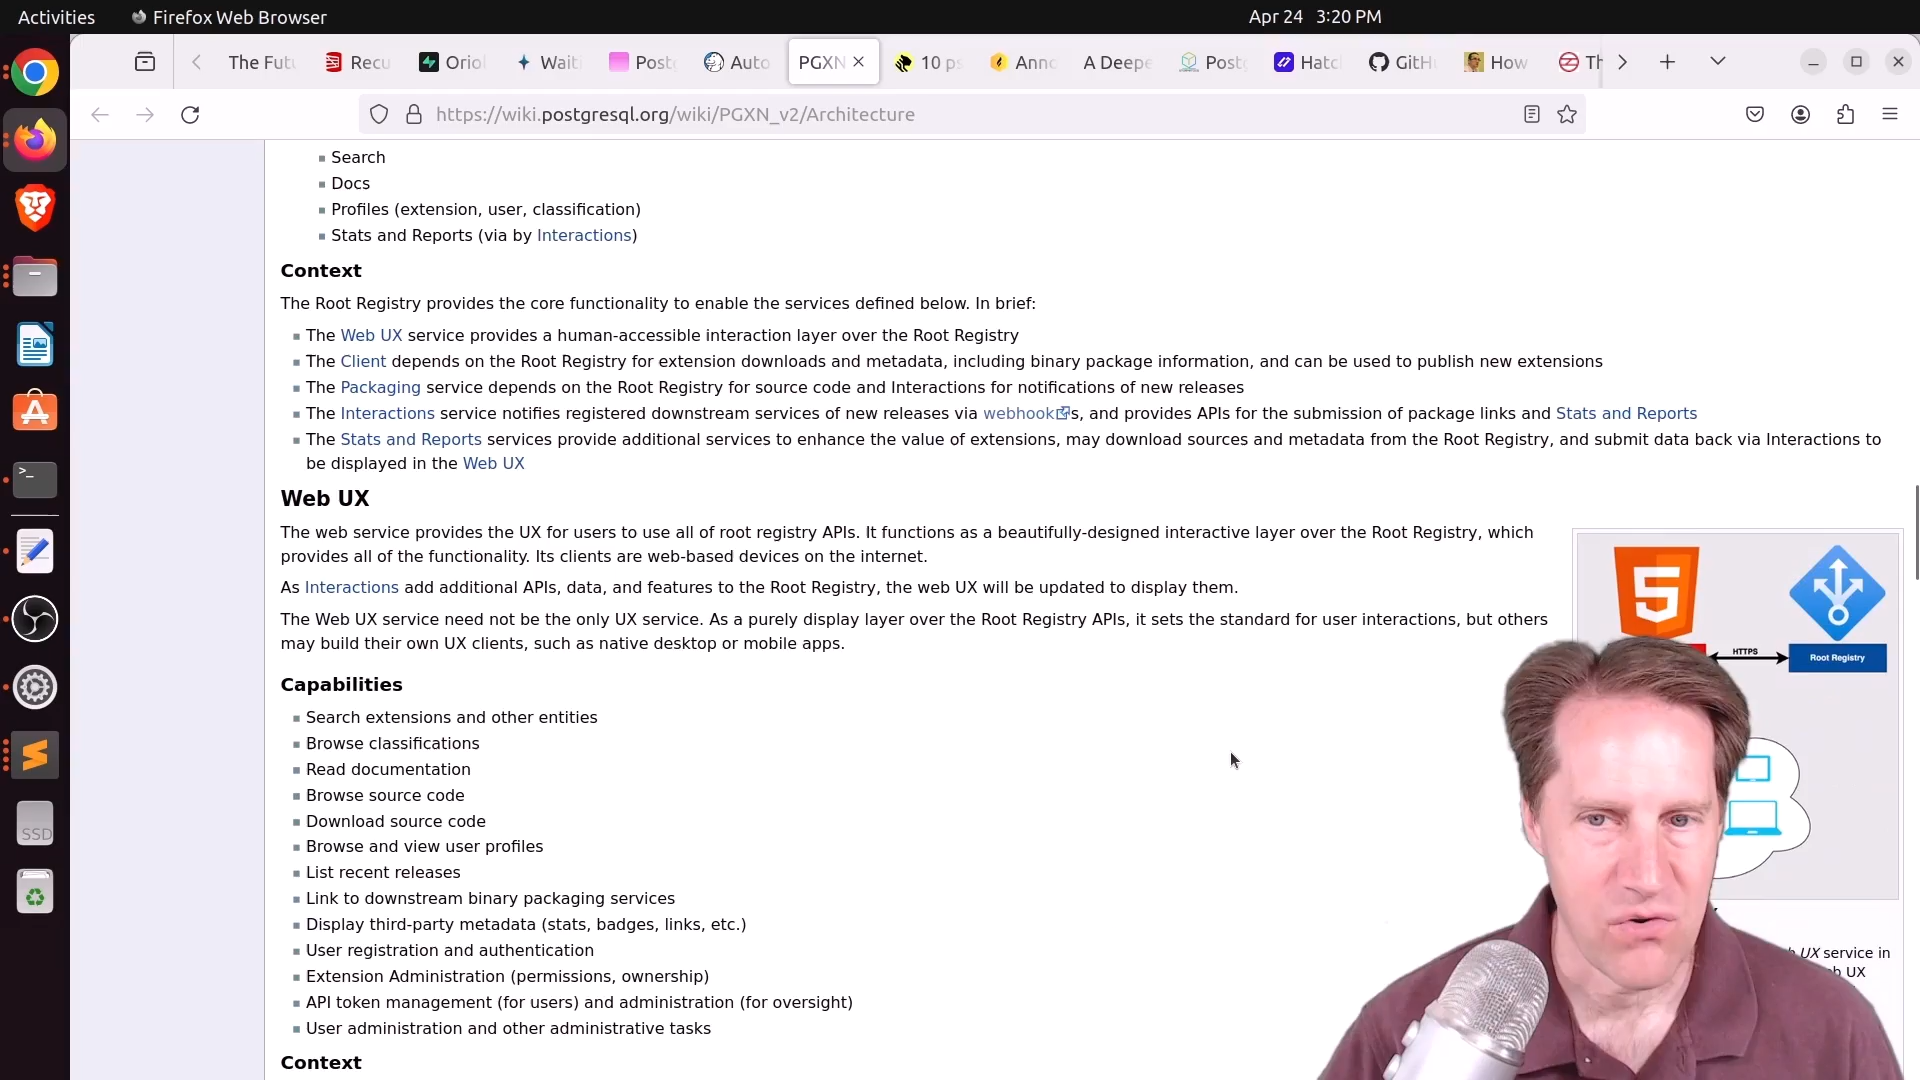 Activities
Firefox Web Browser
Apr 24 3:20 PM
The Futu
Recu
Oriol
Wait
Post
Auto
PGXN
10 ps
Anno
A Deepe
Postg
Hatc
GitH
How
Th
https://wiki.postgresql.org/wiki/PGXN_v2/Architecture
Search
Docs
Profiles (extension, user, classification)
Stats and Reports (via by Interactions)
Context
The Root Registry provides the core functionality to enable the services defined below. In brief:
The Web UX service provides a human-accessible interaction layer over the Root Registry
The Client depends on the Root Registry for extension downloads and metadata, including binary package information, and can be used to publish new extensions
The Packaging service depends on the Root Registry for source code and Interactions for notifications of new releases
The Interactions service notifies registered downstream services of new releases via webhooks, and provides APIs for the submission of package links and Stats and Reports
The Stats and Reports services provide additional services to enhance the value of extensions, may download sources and metadata from the Root Registry, and submit data back via Interactions to
be displayed in the Web UX
Web UX
The web service provides the UX for users to use all of root registry APIs. It functions as a beautifully-designed interactive layer over the Root Registry, which
provides all of the functionality. Its clients are web-based devices on the internet.
As Interactions add additional APIs, data, and features to the Root Registry, the web UX will be updated to display them.
The Web UX service need not be the only UX service. As a purely display layer over the Root Registry APIs, it sets the standard for user interactions, but others
may build their own UX clients, such as native desktop or mobile apps.
HTTPS
Root Registry
Capabilities
Search extensions and other entities
Browse classifications
Read documentation
Browse source code
Download source code
Browse and view user profiles
List recent releases
Link to downstream binary packaging services
Display third-party metadata (stats, badges, links, etc.)
User registration and authentication
Extension Administration (permissions, ownership)
API token management (for users) and administration (for oversight)
User administration and other administrative tasks
UX service in
UX
Context
SSD